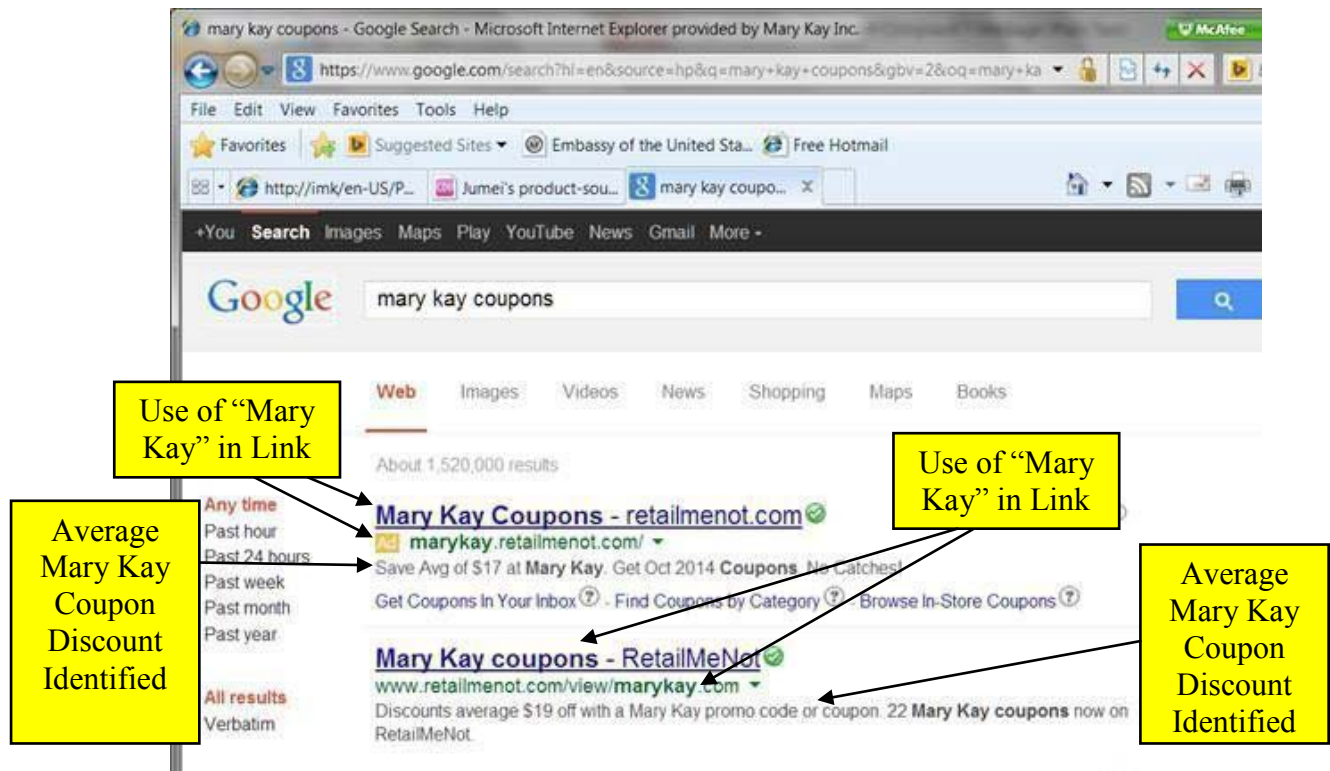 mary kay coupons - Google Search - Microsoft Internet Explorer provided by Mary Kay Inc.
McAfee
https://www.google.com/search?hl=en&source=hp&q=mary+kay+coupons&gbv=2&oq=mary+ka
File Edit View Favorites Tools Help
Favorites Suggested Sites Embassy of the United Sta... Free Hotmail
http://imk/en-US/P... Jumei's product-sou... mary kay coupo... X
+You Search Images Maps Play YouTube News Gmail More
Google mary kay coupons
Web Images Videos News Shopping Maps Books
About 1,520,000 results
Use of “Mary
Kay” in Link
Use of “Mary
Kay” in Link
Average
Mary Kay
Coupon
Discount
Identified
Any time
Past hour
Past 24 hours
Past week
Past month
Past year
All results
Verbatim
Mary Kay Coupons - retailmenot.com
Ad marykay.retailmenot.com/
Save Avg of $17 at Mary Kay. Get Oct 2014 Coupons. No Catches!
Get Coupons In Your Inbox - Find Coupons by Category - Browse In-Store Coupons
Mary Kay coupons - RetailMeNot
www.retailmenot.com/view/marykay.com
Discounts average $19 off with a Mary Kay promo code or coupon. 22 Mary Kay coupons now on
RetailMeNot.
Average
Mary Kay
Coupon
Discount
Identified